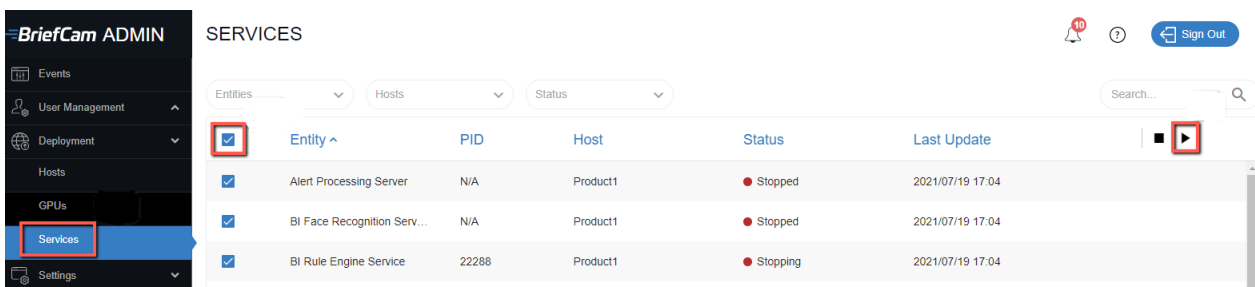 BriefCam ADMIN
SERVICES
10
?
Sign Out
Events
User Management
Deployment
Hosts
GPUs
Services
Settings
Entities
Hosts
Status
Search...
Entity PID Host Status Last Update
Alert Processing Server N/A Product1 Stopped 2021/07/19 17:04
BI Face Recognition Serv... N/A Product1 Stopped 2021/07/19 17:04
BI Rule Engine Service 22288 Product1 Stopping 2021/07/19 17:04